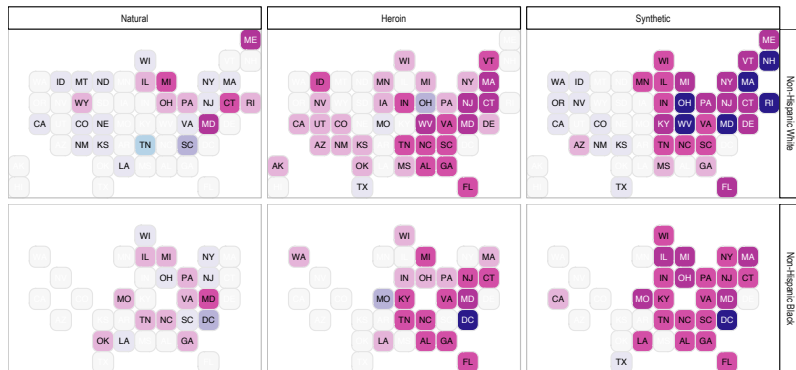 Natural Heroin Synthetic
Non-Hispanic White
ME
WI
ID MT ND IL MI NY MA
WY OH PA NJ CT RI
CA CO NE VA MD
NM KS TN SC
LA
WI VT
ID MN MI NY MA
NV IA IN OH PA NJ CT
CA UT CO MO WV VA MD DE
AZ NM KS TN NC SC
AK OK MS AL GA
TX FL
ME
WI VT NH
WA ID MN IL MI NY MA
OR NV IN OH PA NJ CT RI
CA CO KY WV VA MD DE
AZ NM KS TN NC SC
MS GA
TX FL
Non-Hispanic Black
WI
IL MI NY
OH PA NJ
MO VA MD
TN NC SC DC
OK LA GA
WI
WA MI MA
IN OH PA NJ CT
MO KY VA MD
TN NC DC
LA AL GA
FL
WI
IL MI NY MA
IN OH PA NJ CT
CA MO KY VA MD
TN NC SC DC
LA AL GA
TX FL